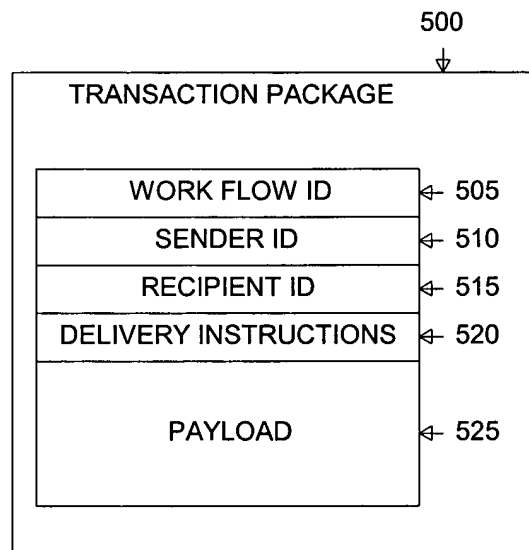 500
TRANSACTION PACKAGE
WORK FLOW ID 505
SENDER ID 510
RECIPIENT ID 515
DELIVERY INSTRUCTIONS 520
PAYLOAD 525